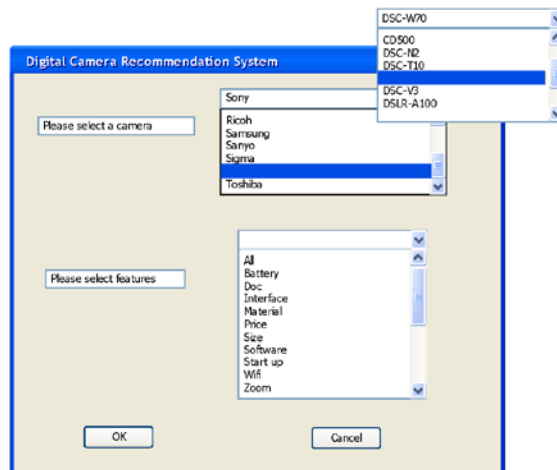 DSC-W70
CD500
DSC-N2
DSC-T10
DSC-V3
DSLR-A100
Digital Camera Recommendation System
Please select a camera
Sony
Ricoh
Samsung
Sanyo
Sigma
Toshiba
Please select features
All
Battery
Doc
Interface
Material
Price
Size
Software
Start up
Wifi
Zoom
OK
Cancel